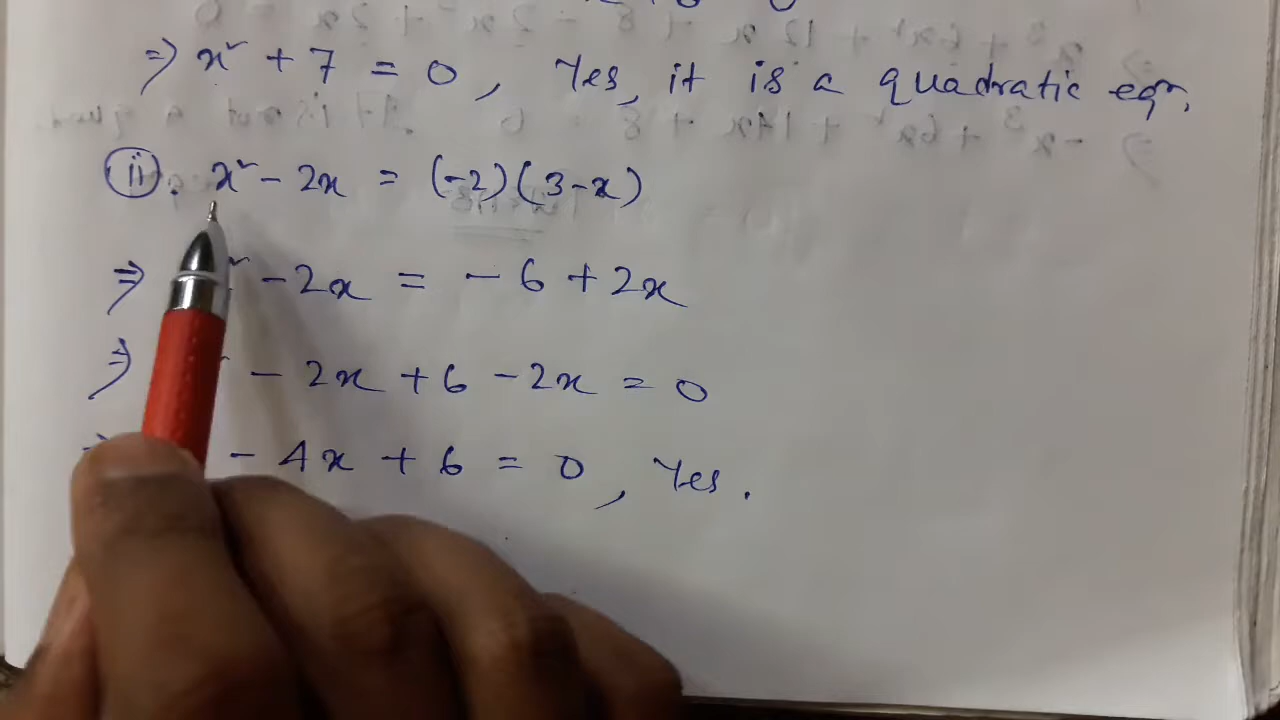 ⇒ x² + 7 = 0, Yes, it is a quadratic eqn.
(ii). x² - 2x = (-2)(3-x)
⇒ - 2x = - 6 + 2x
⇒ - 2x + 6 - 2x = 0
- 4x + 6 = 0, Yes.